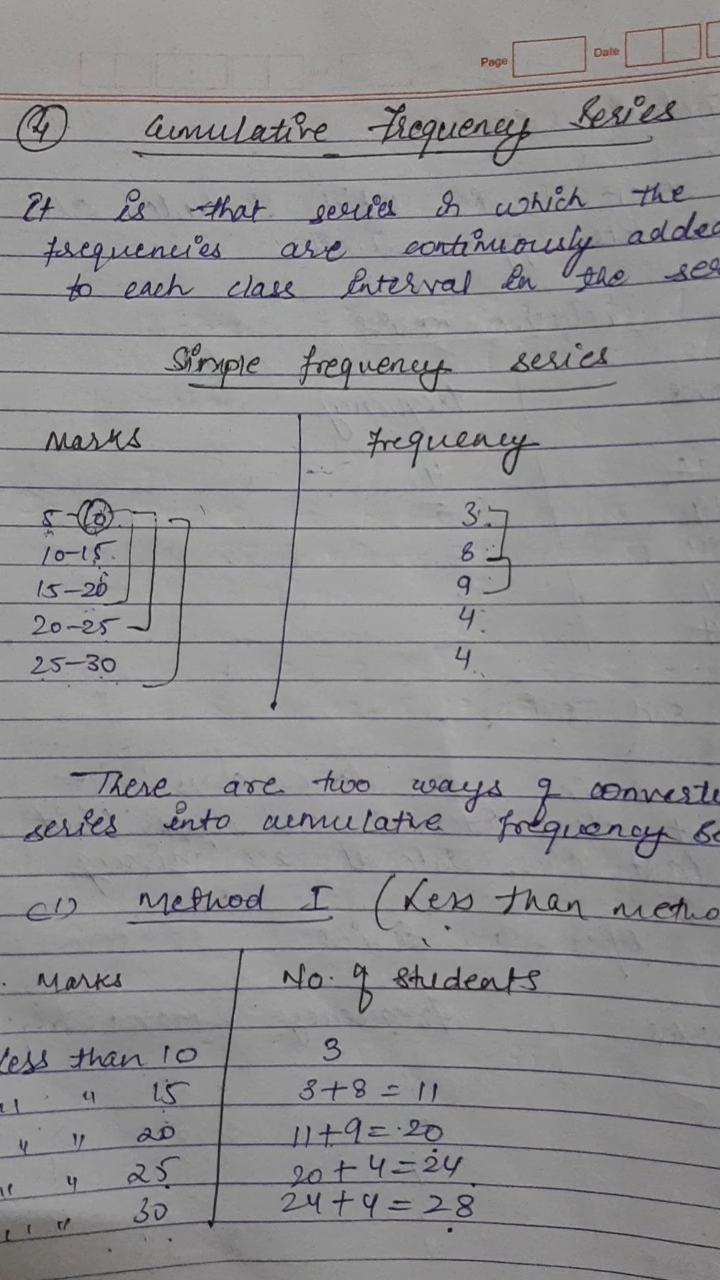 Page Date
4 Cumulative Frequency Series
It is that series in which the
frequencies are continuously added
to each class interval in the
Simple frequency series
Marks Frequency
5-10 3
10-15 8
15-20 9
20-25 4
25-30 4
There are two ways of
series into cumulative frequency
(1) Method I (Less than
Marks No. of students
Less than 10 3
" " 15 3+8=11
" " 20 11+9=20
" " 25 20+4=24
" " 30 24+4=28